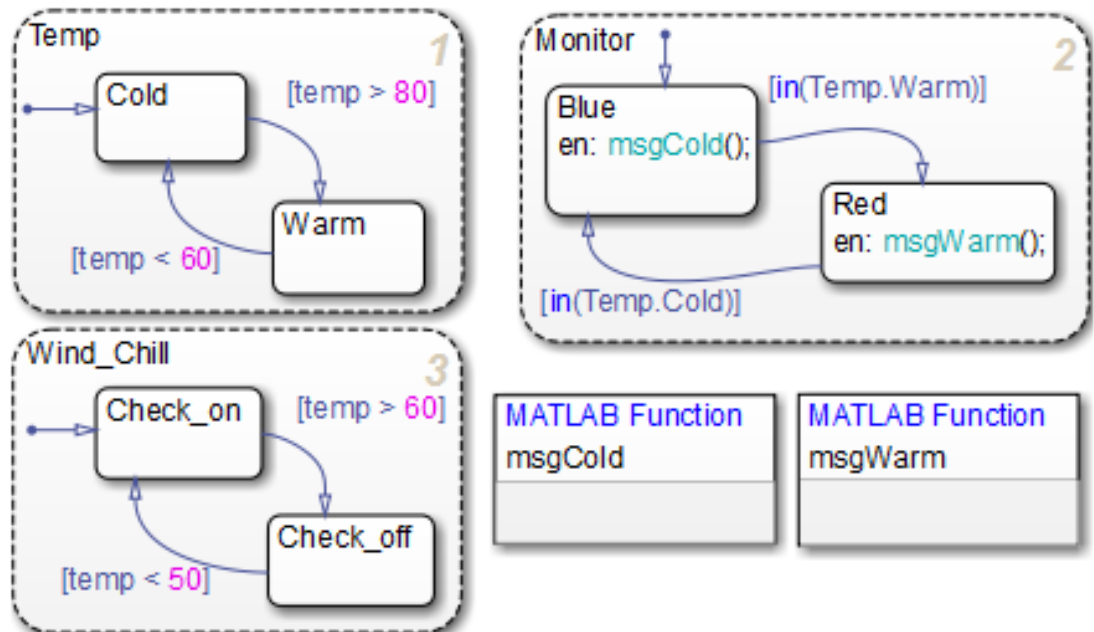 Temp
1
Cold
[temp > 80]
Warm
[temp < 60]
Monitor
2
Blue
en: msgCold();
[in(Temp.Warm)]
Red
en: msgWarm();
[in(Temp.Cold)]
Wind_Chill
3
Check_on
[temp > 60]
Check_off
[temp < 50]
MATLAB Function
msgCold
MATLAB Function
msgWarm